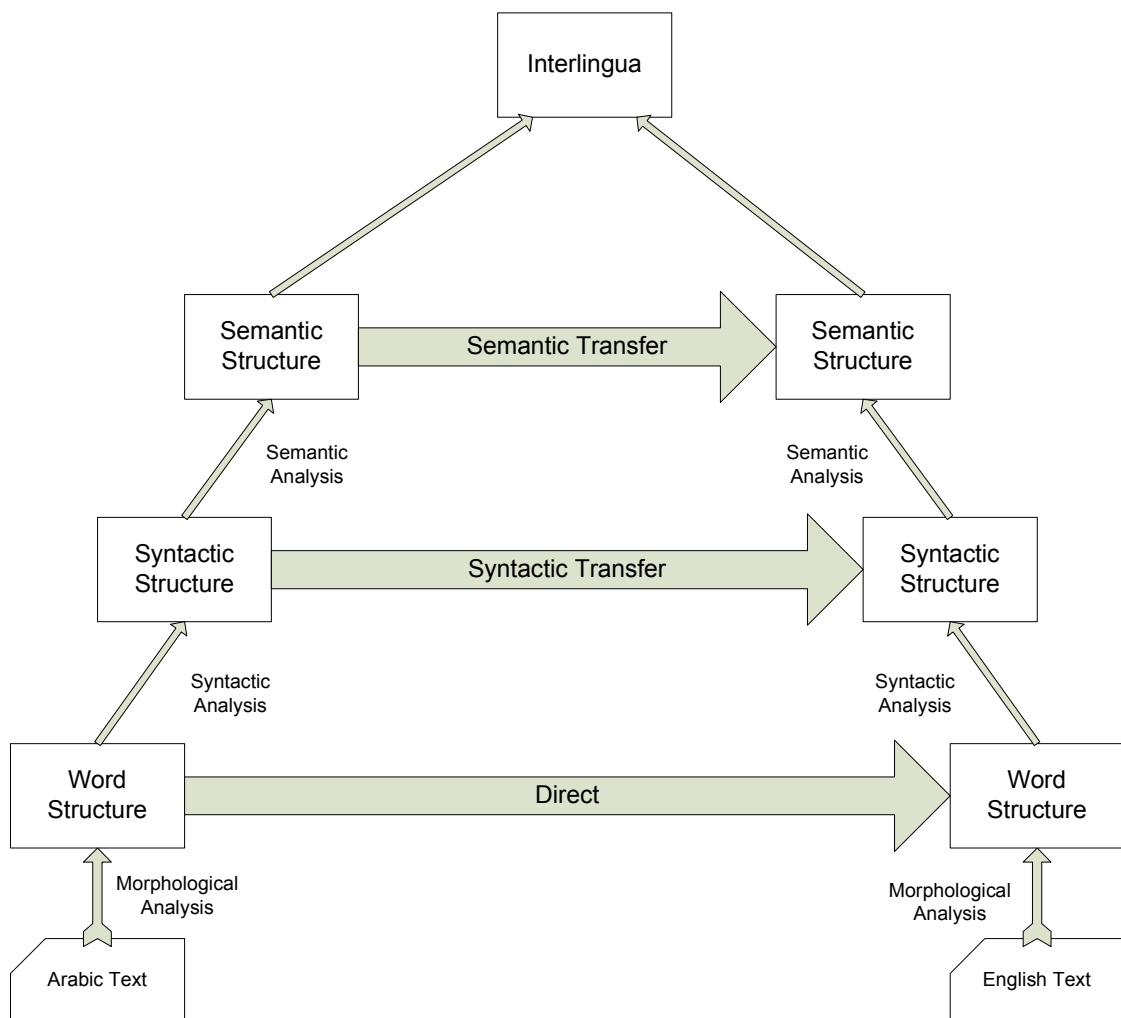 Interlingua
Semantic
Structure
Semantic Transfer
Semantic
Structure
Semantic
Analysis
Semantic
Analysis
Syntactic
Structure
Syntactic Transfer
Syntactic
Structure
Syntactic
Analysis
Syntactic
Analysis
Word
Structure
Direct
Word
Structure
Morphological
Analysis
Morphological
Analysis
Arabic Text
English Text